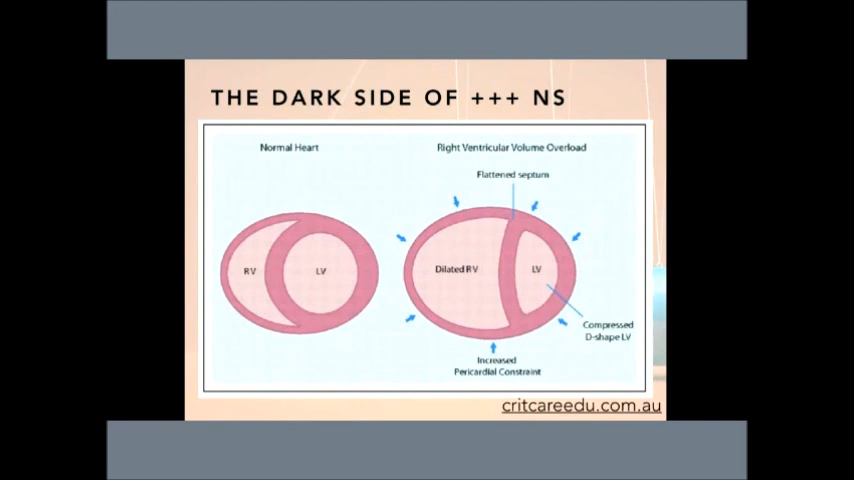 THE DARK SIDE OF +++ NS
Normal Heart
Right Ventricular Volume Overload
Flattened septum
RV
LV
Dilated RV
LV
Compressed
D-shape LV
Increased
Pericardial Constraint
critcareedu.com.au